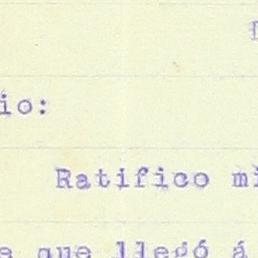 io:
Ratifico mi
e que llegó á